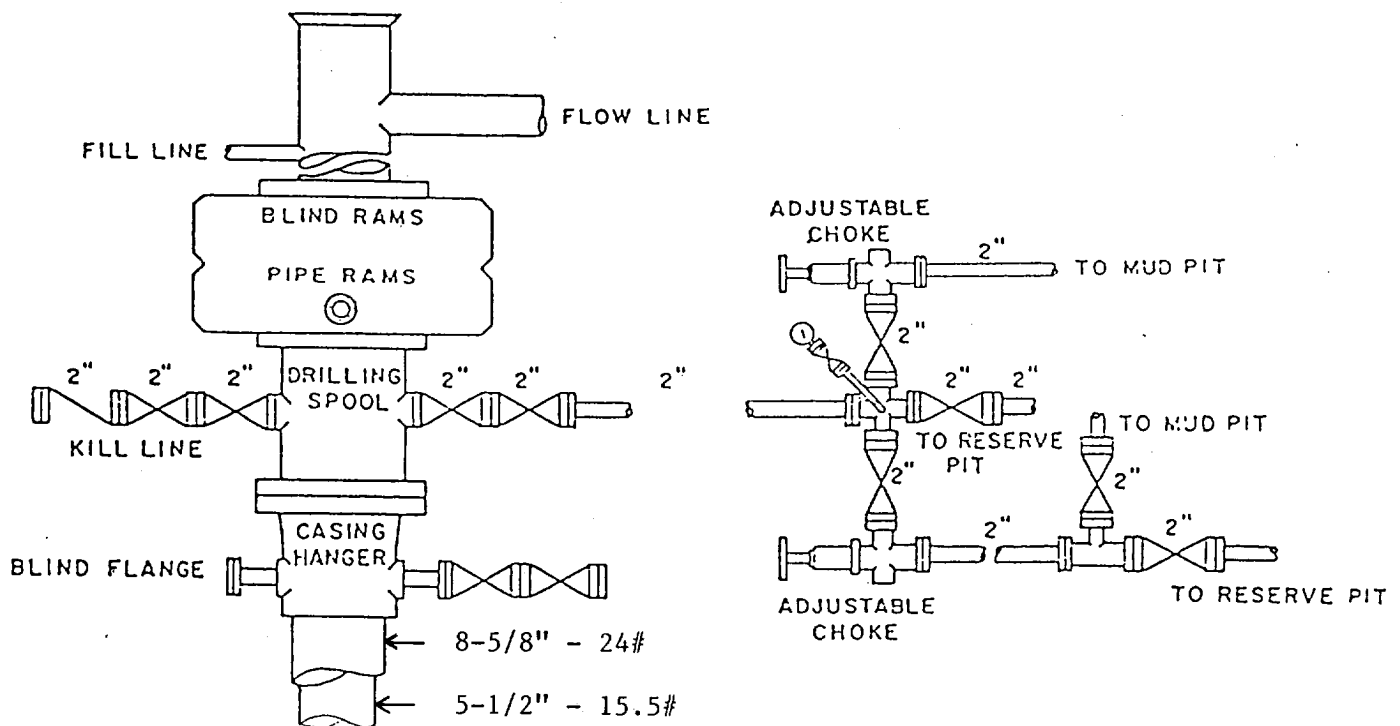 FLOW LINE
FILL LINE
BLIND RAMS
PIPE RAMS
2" 2" 2" DRILLING SPOOL 2" 2" 2"
KILL LINE
CASING
HANGER
BLIND FLANGE
8-5/8" - 24#
5-1/2" - 15.5#
ADJUSTABLE
CHOKE
2"
TO MUD PIT
2"
2" 2"
TO RESERVE
PIT
TO MUD PIT
2"
2"
2"
2"
TO RESERVE PIT
ADJUSTABLE
CHOKE